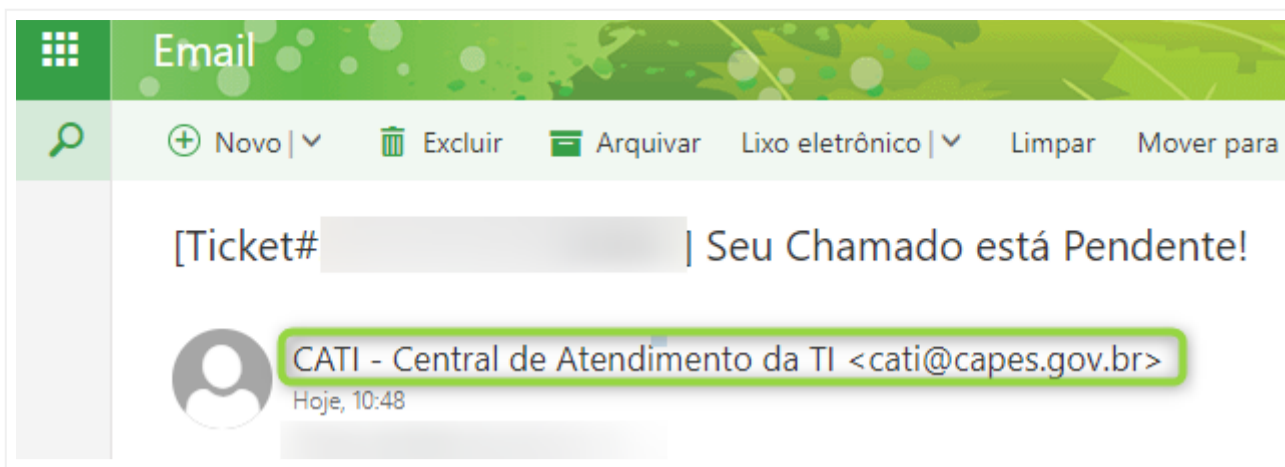 Email
Novo | Excluir Arquivar Lixo eletrônico | Limpar Mover para
[Ticket# ] Seu Chamado está Pendente!
CATI - Central de Atendimento da TI <cati@capes.gov.br>
Hoje, 10:48